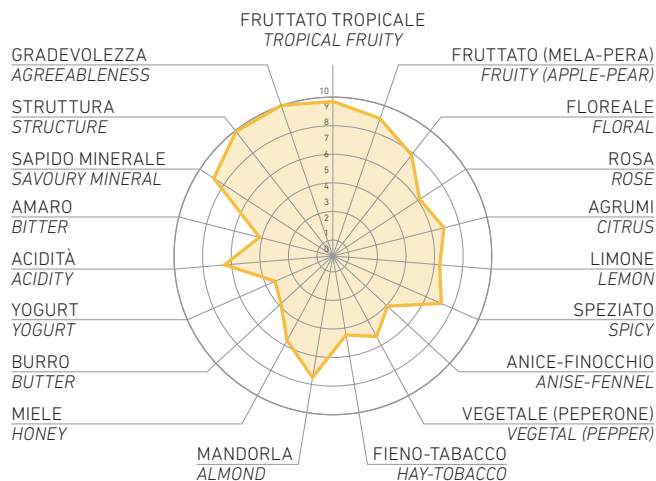 FRUTTATO TROPICALE
TROPICAL FRUITY
GRADEVOLEZZA
AGREEABLENESS
FRUTTATO (MELA-PERA)
FRUITY (APPLE-PEAR)
STRUTTURA
STRUCTURE
FLOREALE
FLORAL
SAPIDO MINERALE
SAVOURY MINERAL
ROSA
ROSE
AMARO
BITTER
AGRUMI
CITRUS
ACIDITÀ
ACIDITY
LIMONE
LEMON
YOGURT
YOGURT
SPEZIATO
SPICY
BURRO
BUTTER
ANICE-FINOCCHIO
ANISE-FENNEL
MIELE
HONEY
VEGETALE (PEPERONE)
VEGETAL (PEPPER)
MANDORLA
ALMOND
FIENO-TABACCO
HAY-TOBACCO
10
9
8
7
6
5
4
3
2
1
0